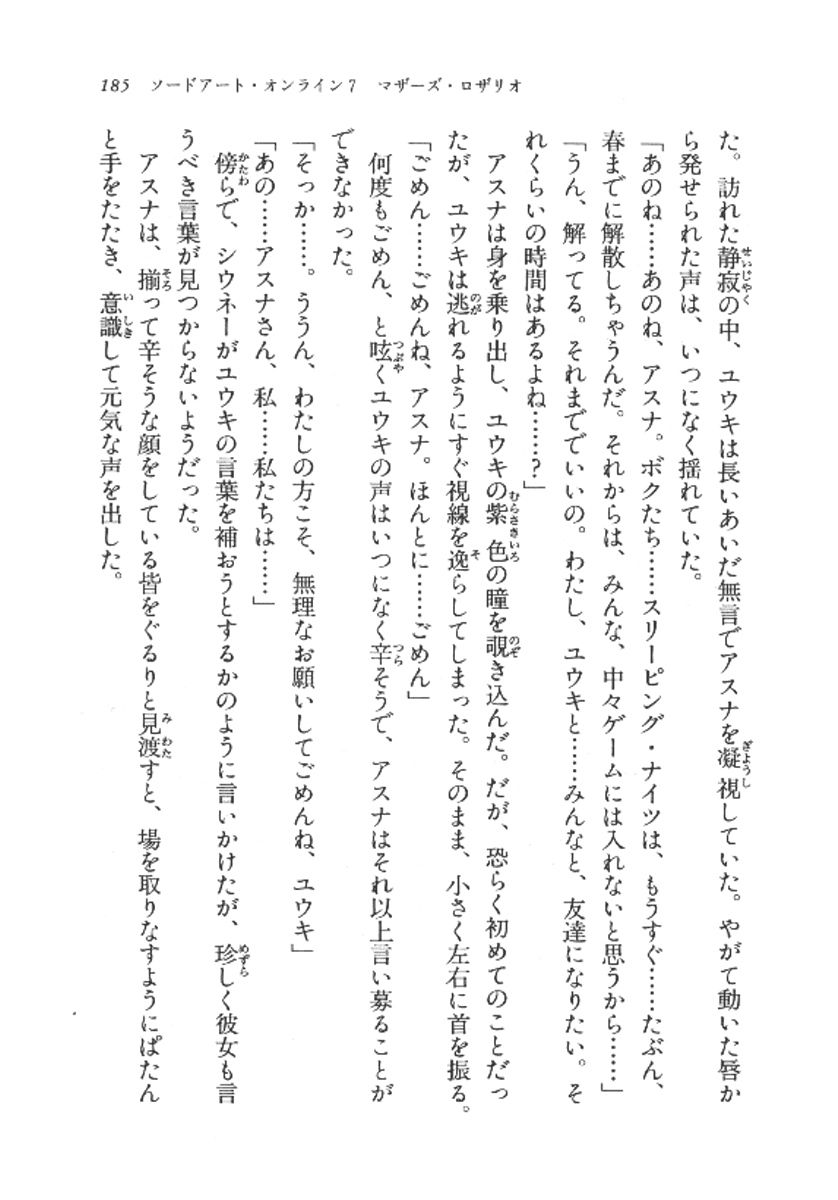 185 ソードアート・オンライン7 マザーズ・ロザリオ
た。訪れた静寂の中、ユウキは長いあいだ無言でアスナを凝視していた。やがて動いた唇か
ら発せられた声は、いつになく揺れていた。
「あのね……あのね、アスナ。ボクたち……スリーピング・ナイツは、もうすぐ……たぶん、
春までに解散しちゃうんだ。それからは、みんな、中々ゲームには入れないと思うから……」
「うん、解ってる。それまででいいの。わたし、ユウキと……みんなと、友達になりたい。そ
れくらいの時間はあるよね……?」
アスナは身を乗り出し、ユウキの紫色の瞳を覗き込んだ。だが、恐らく初めてのことだっ
たが、ユウキは逃れるようにすぐ視線を逸らしてしまった。そのまま、小さく左右に首を振る。
「ごめん……ごめんね、アスナ。ほんとに……ごめん」
何度もごめん、と呟くユウキの声はいつになく辛そうで、アスナはそれ以上言い募ることが
できなかった。
「そっか……。ううん、わたしの方こそ、無理なお願いしてごめんね、ユウキ」
「あの……アスナさん、私……私たちは……」
傍らで、シウネーがユウキの言葉を補おうとするかのように言いかけたが、珍しく彼女も言
うべき言葉が見つからないようだった。
アスナは、揃って辛そうな顔をしている皆をぐるりと見渡すと、場を取りなすようにぱたん
と手をたたき、意識して元気な声を出した。